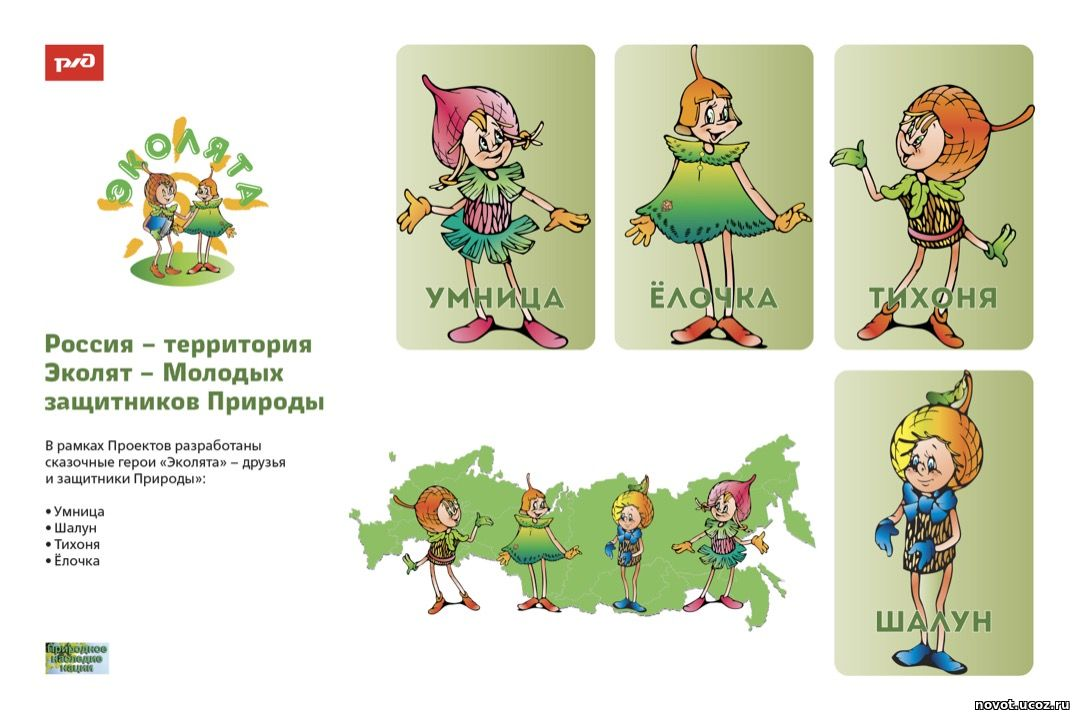 ржд
ЭКОЛЯТА
Россия – территория
Эколят – Молодых
защитников Природы
В рамках Проектов разработаны
сказочные герои «Эколята» – друзья
и защитники Природы»:
• Умница
• Шалун
• Тихоня
• Ёлочка
Природное
наследие
нации
УМНИЦА
ЁЛОЧКА
ТИХОНЯ
ШАЛУН
novot.ucoz.ru